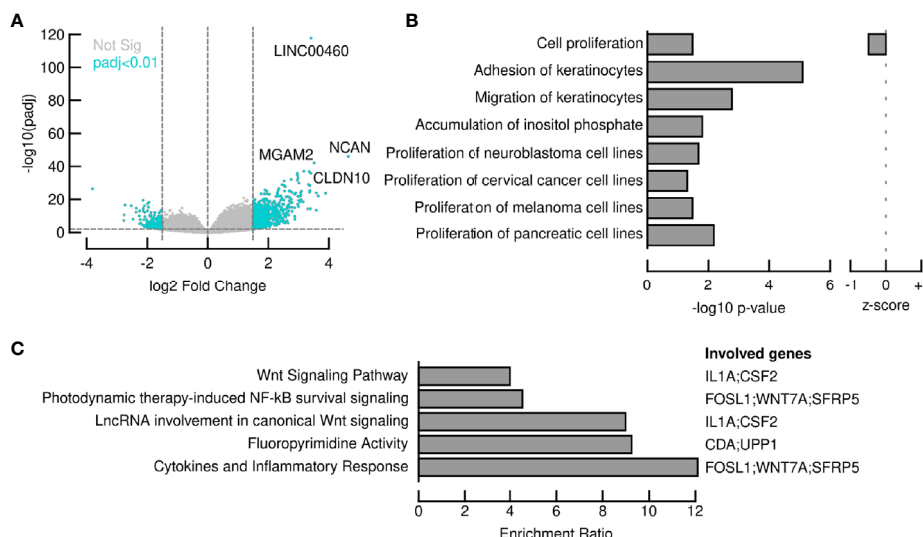 A
120
100
80
60
40
20
0
-log10(padj)
Not Sig
padj<0.01
LINC00460
NCAN
MGAM2
CLDN10
-4
-2
0
2
4
log2 Fold Change
B
Cell proliferation
Adhesion of keratinocytes
Migration of keratinocytes
Accumulation of inositol phosphate
Proliferation of neuroblastoma cell lines
Proliferation of cervical cancer cell lines
Proliferation of melanoma cell lines
Proliferation of pancreatic cell lines
0 2 4 6
-log10 p-value
-1 0 +
z-score
C
Involved genes
Wnt Signaling Pathway IL1A;CSF2
Photodynamic therapy-induced NF-kB survival signaling FOSL1;WNT7A;SFRP5
LncRNA involvement in canonical Wnt signaling IL1A;CSF2
Fluoropyrimidine Activity CDA;UPP1
Cytokines and Inflammatory Response FOSL1;WNT7A;SFRP5
0 2 4 6 8 10 12
Enrichment Ratio